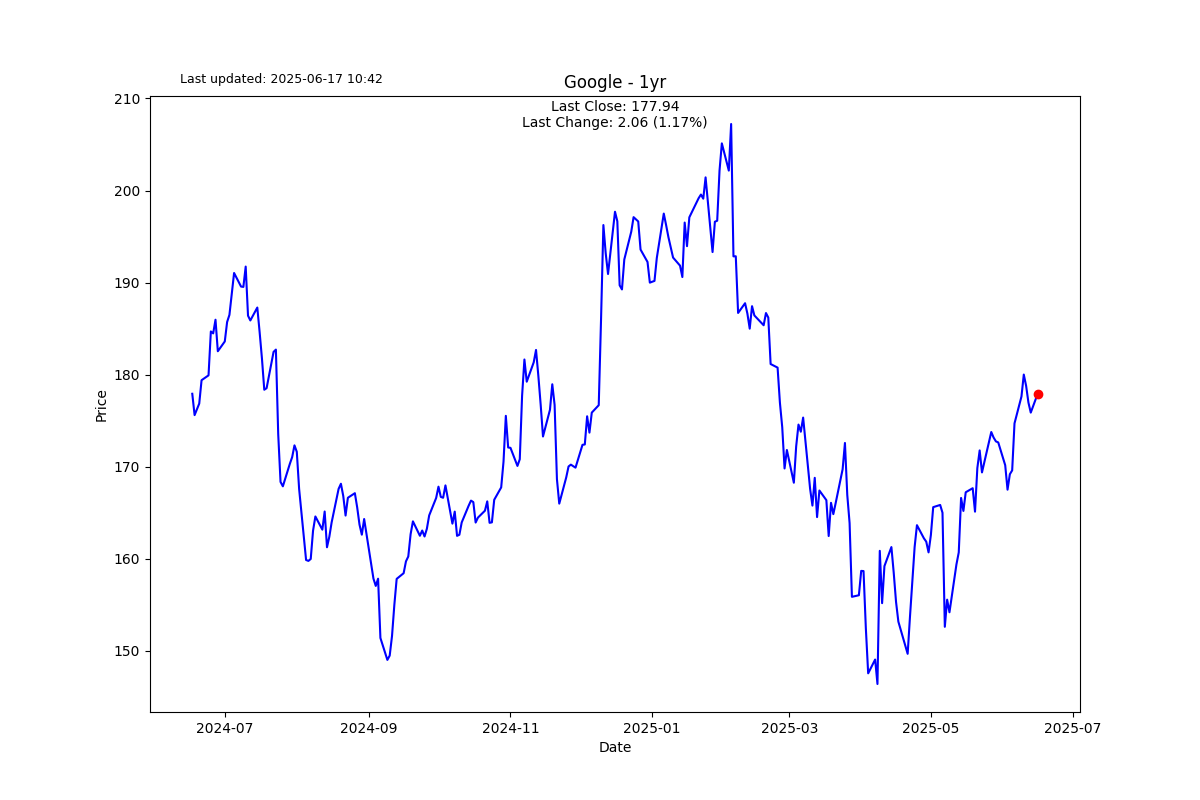 Last updated: 2025-06-17 10:42
Google - 1yr
Last Close: 177.94
Last Change: 2.06 (1.17%)
210
200
190
180
170
160
150
Price
2024-07
2024-09
2024-11
2025-01
2025-03
2025-05
2025-07
Date